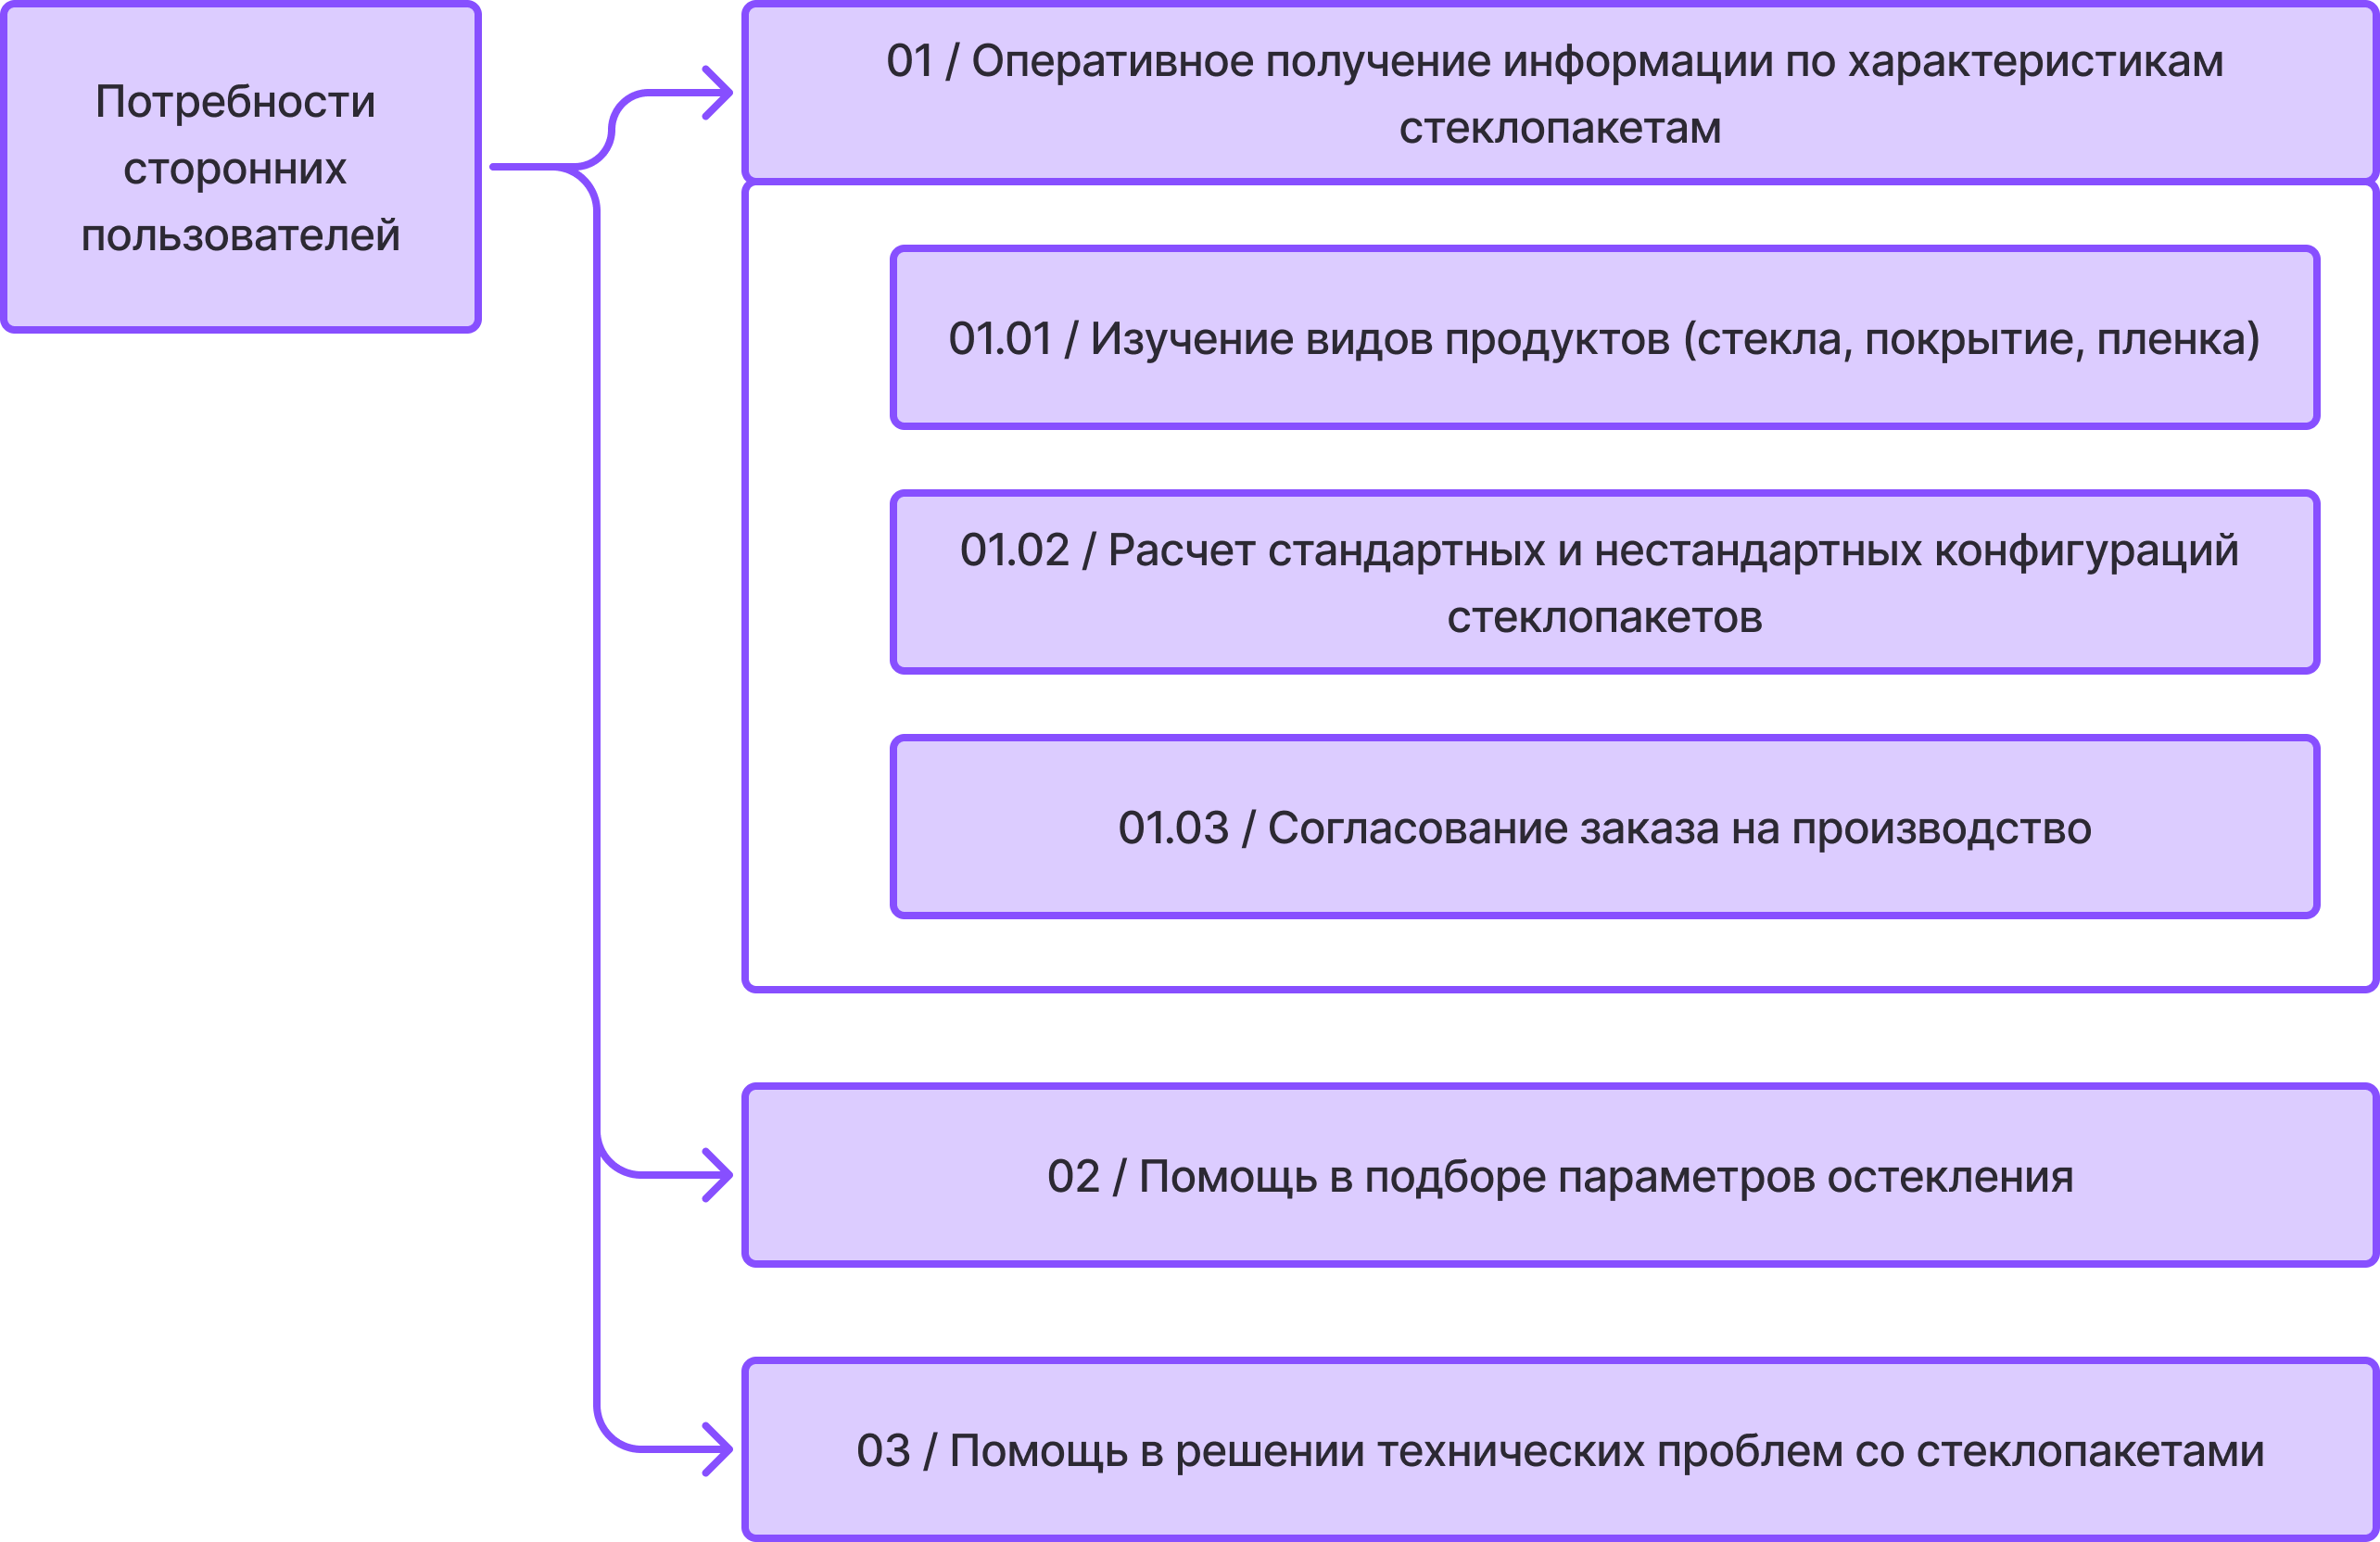 Потребности
сторонних
пользователей
01 / Оперативное получение информации по характеристикам
стеклопакетам
01.01 / Изучение видов продуктов (стекла, покрытие, пленка)
01.02 / Расчет стандартных и нестандартных конфигураций
стеклопакетов
01.03 / Согласование заказа на производство
02 / Помощь в подборе параметров остекления
03 / Помощь в решении технических проблем со стеклопакетами